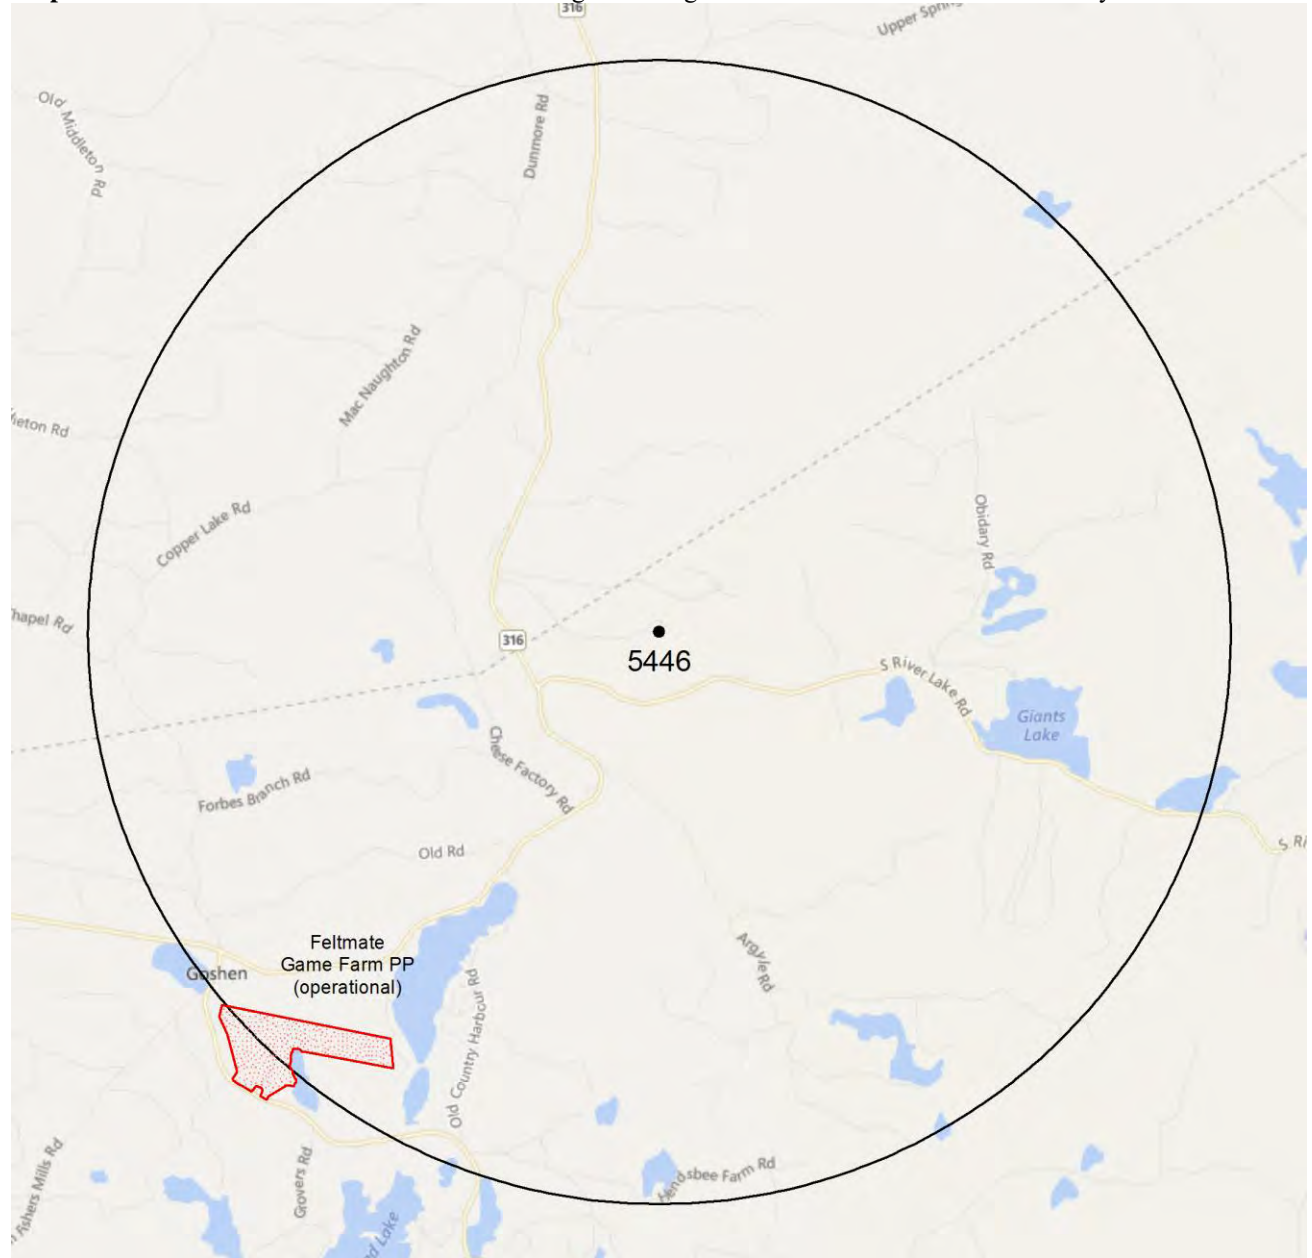 316
Upper Spring
Old Middleton Rd
Dunmore Rd
Mac Naughton Rd
ieton Rd
Copper Lake Rd
Obidary Rd
hapel Rd
316
5446
S River Lake Rd
Giants
Lake
Cheese Factory Rd
Forbes Branch Rd
Old Rd
S Ri
Feltmate
Game Farm PP
(operational)
Goshen
Argyle Rd
Old Country Harbour Rd
Ashers Mills Rd
Grovers Rd
Hendsbee Farm Rd
d Lake